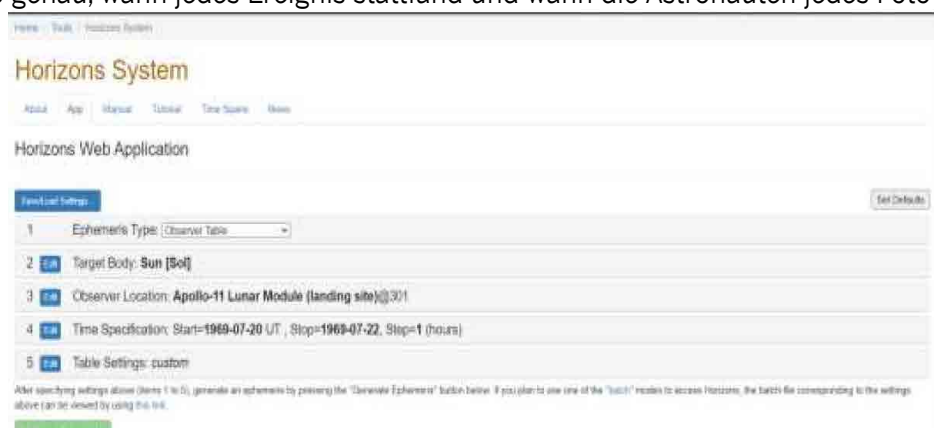 genau, wann jedes Ereignis stattfand und wann die Astronauten jedes Foto
Home Tools Horizons System
Horizons System
About App Manual Tutorial Time Spans News
Horizons Web Application
Set Defaults
1 Ephemeris Type: Observer Table
2 Edit Target Body: Sun [Sol]
3 Edit Observer Location: Apollo-11 Lunar Module (landing site)@301
4 Edit Time Specification: Start=1969-07-20 UT , Stop=1969-07-22, Step=1 (hours)
5 Edit Table Settings: custom
After specifying settings above (items 1 to 5), generate an ephemeris by pressing the "Generate Ephemeris" button below. If you plan to use one of the "batch" modes to access Horizons, the batch-file corresponding to the settings
above can be viewed by using this link.